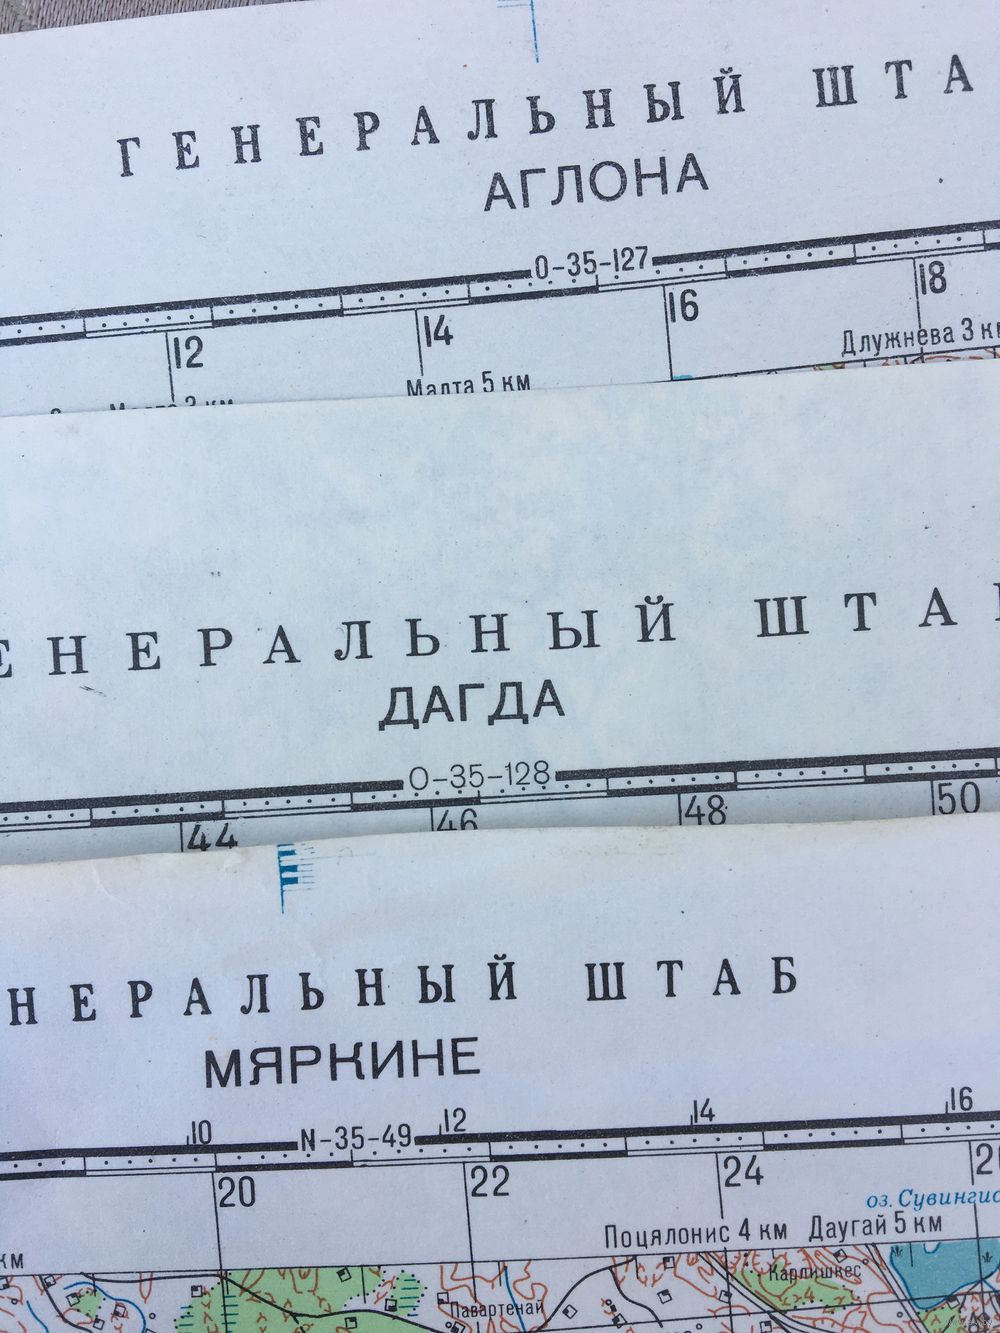 ГЕНЕРАЛЬНЫЙ ШТА
АГЛОНА
О-35-127
12 14 16 18
Малта 5 км Длужнева 3 к
ЕНЕРАЛЬНЫЙ ШТАБ
ДАГДА
О-35-128
44 46 48 50
НЕРАЛЬНЫЙ ШТАБ
МЯРКИНЕ
10 N-35-49 12 14 16
20 22 24
оз. Сувингис
км Поцялонис 4 км Даугай 5 км
Карлишкес
Павартенай